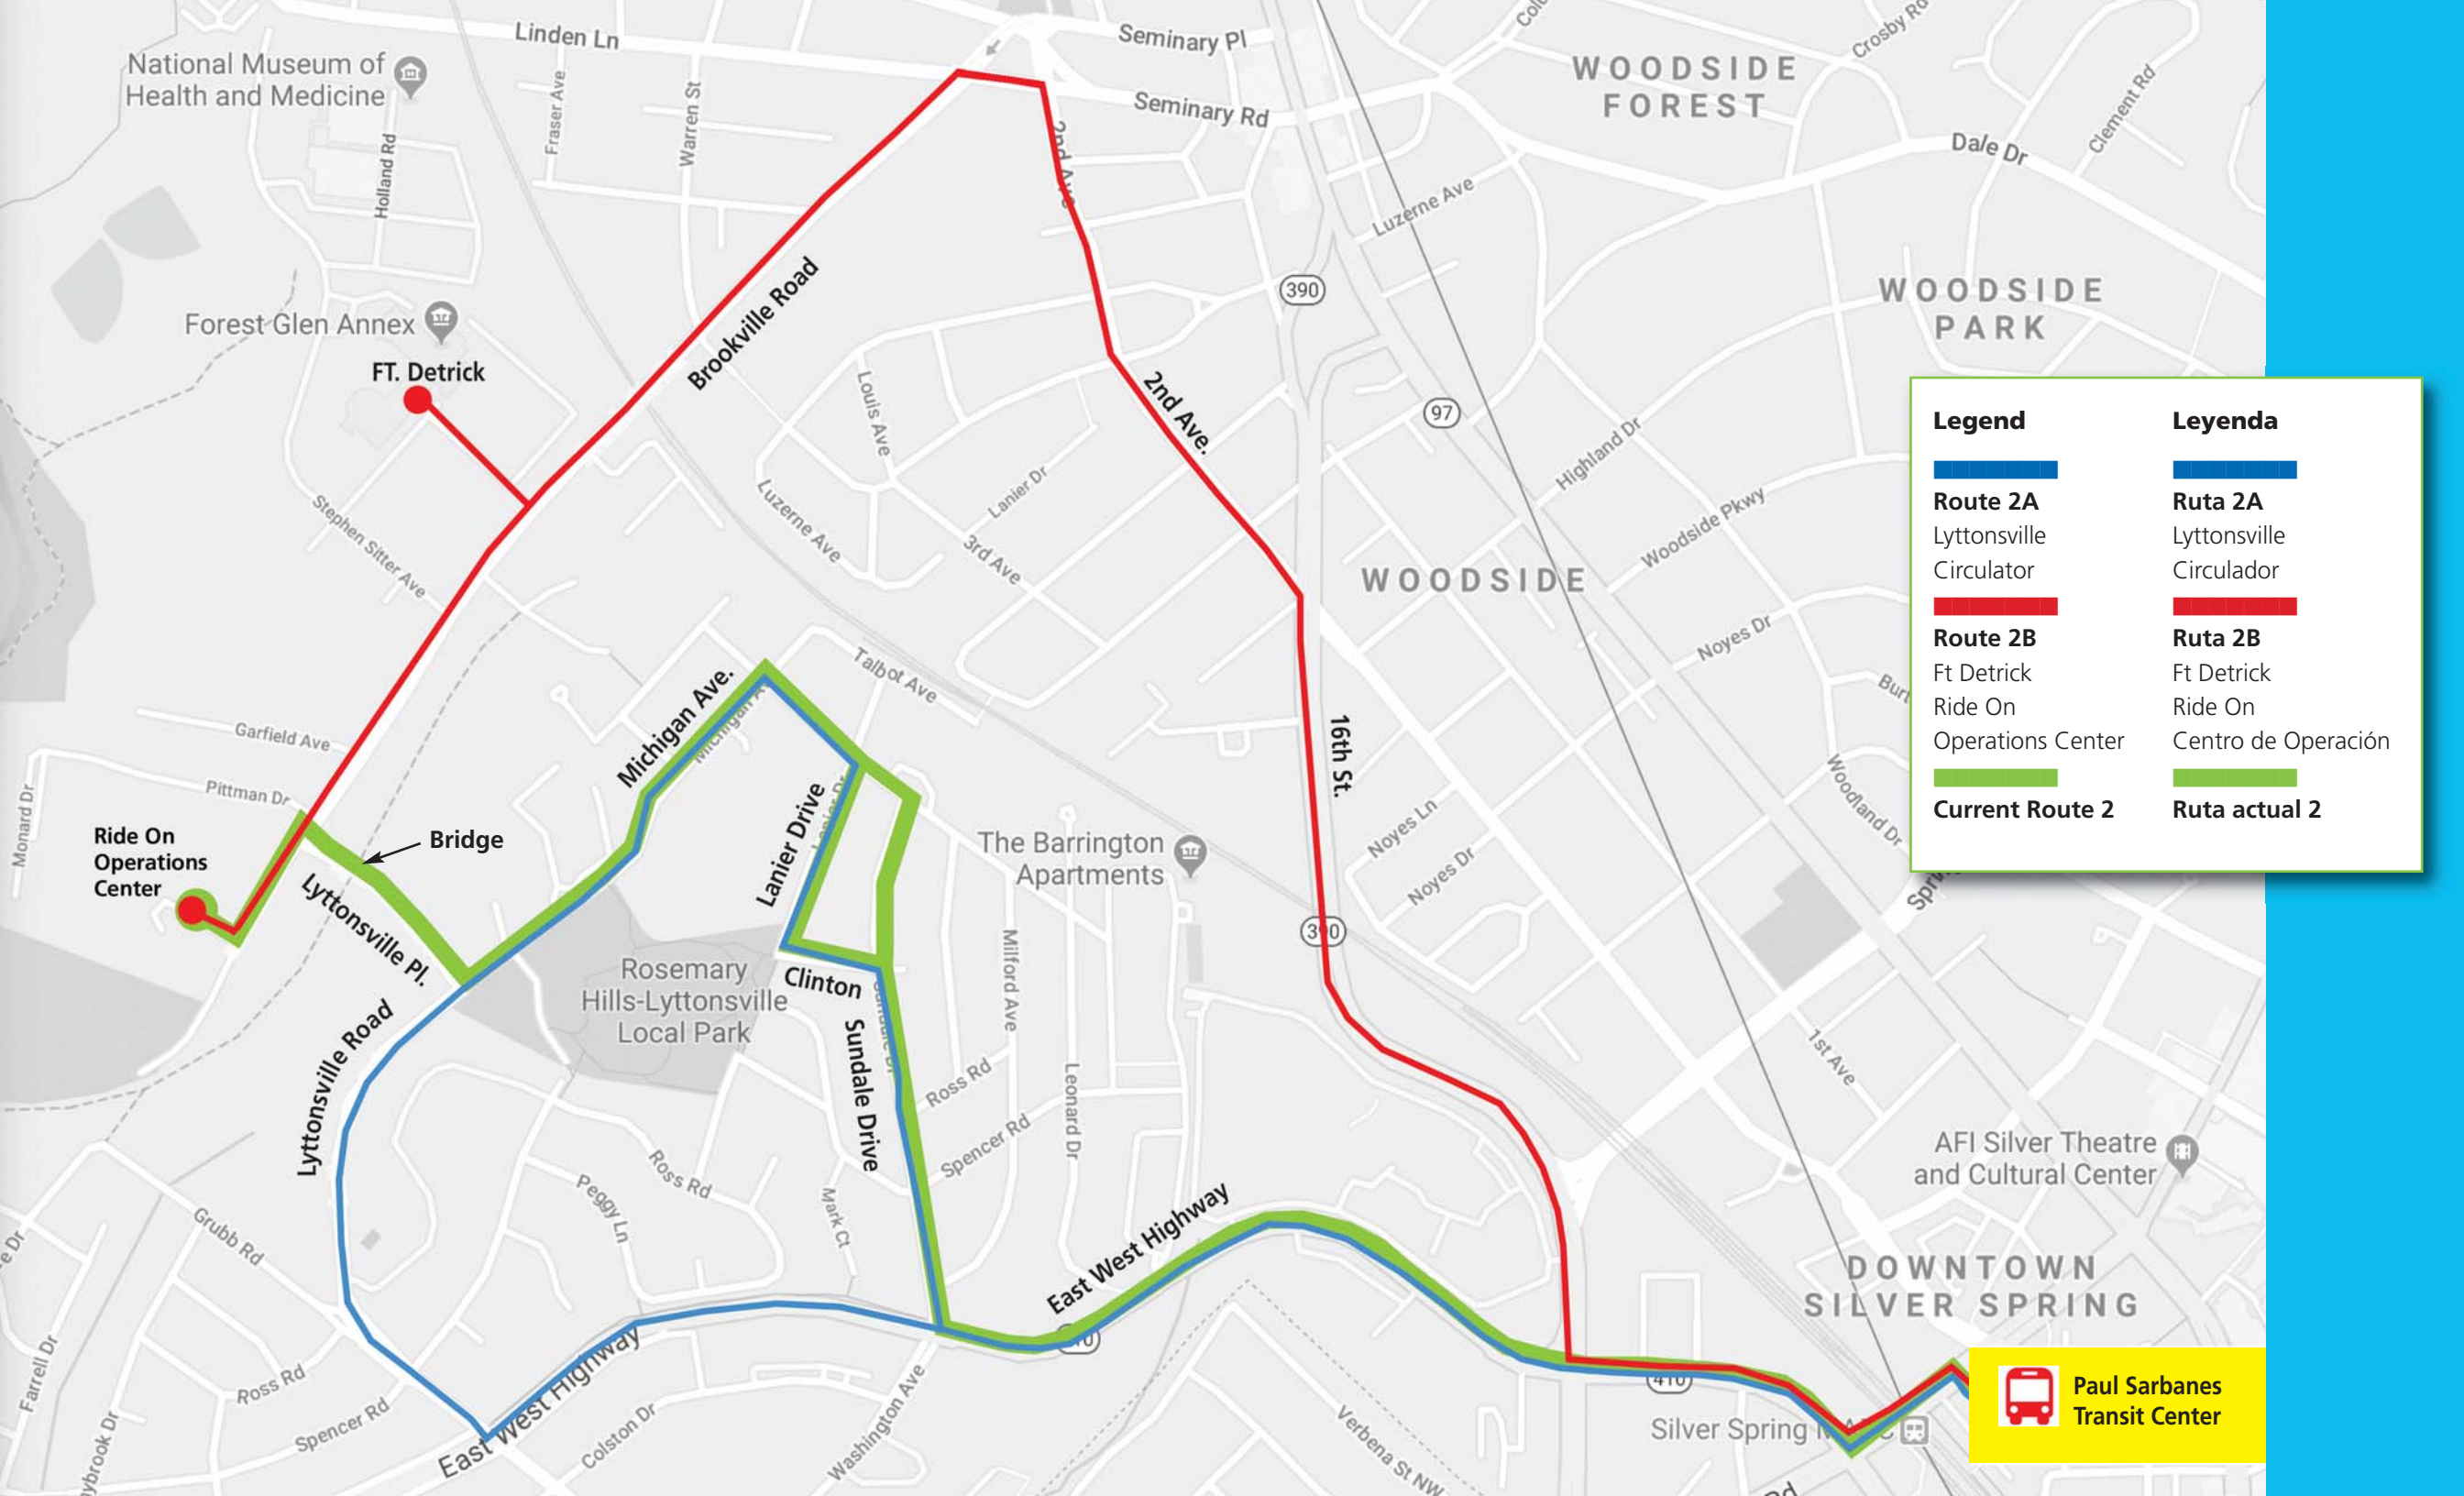 Linden Ln
Seminary Pl
Crosby Rd
National Museum of
Health and Medicine
WOODSIDE
FOREST
Fraser Ave
Warren St
Seminary Rd
Clement Rd
Holland Rd
2nd Ave
Dale Dr
Luzerne Ave
Brookville Road
390
WOODSIDE
PARK
Forest Glen Annex
FT. Detrick
Louis Ave
2nd Ave.
97
Highland Dr
Legend
Route 2A
Lyttonsville
Circulator
Route 2B
Ft Detrick
Ride On
Operations Center
Current Route 2
Leyenda
Ruta 2A
Lyttonsville
Circulador
Ruta 2B
Ft Detrick
Ride On
Centro de Operación
Ruta actual 2
Stephen Sitter Ave
Luzerne Ave
Lanier Dr
3rd Ave
Woodside Pkwy
WOODSIDE
Noyes Dr
Talbot Ave
Michigan Ave.
Garfield Ave
Pittman Dr
Monard Dr
16th St.
Woodland Dr
Lanier Drive
Noyes Ln
Noyes Dr
Ride On
Operations
Center
Bridge
The Barrington
Apartments
Lyttonsville Pl.
390
Rosemary
Hills-Lyttonsville
Local Park
Clinton
Milford Ave
Lyttonsville Road
Sundale Drive
Ross Rd
Leonard Dr
1st Ave
Spencer Rd
AFI Silver Theatre
and Cultural Center
Ross Rd
Peggy Ln
Mark Ct
Grubb Rd
East West Highway
DOWNTOWN
SILVER SPRING
Farrell Dr
East West Highway
410
Ross Rd
Spencer Rd
Colston Dr
Washington Ave
Verbena St NW
Silver Spring
Paul Sarbanes
Transit Center